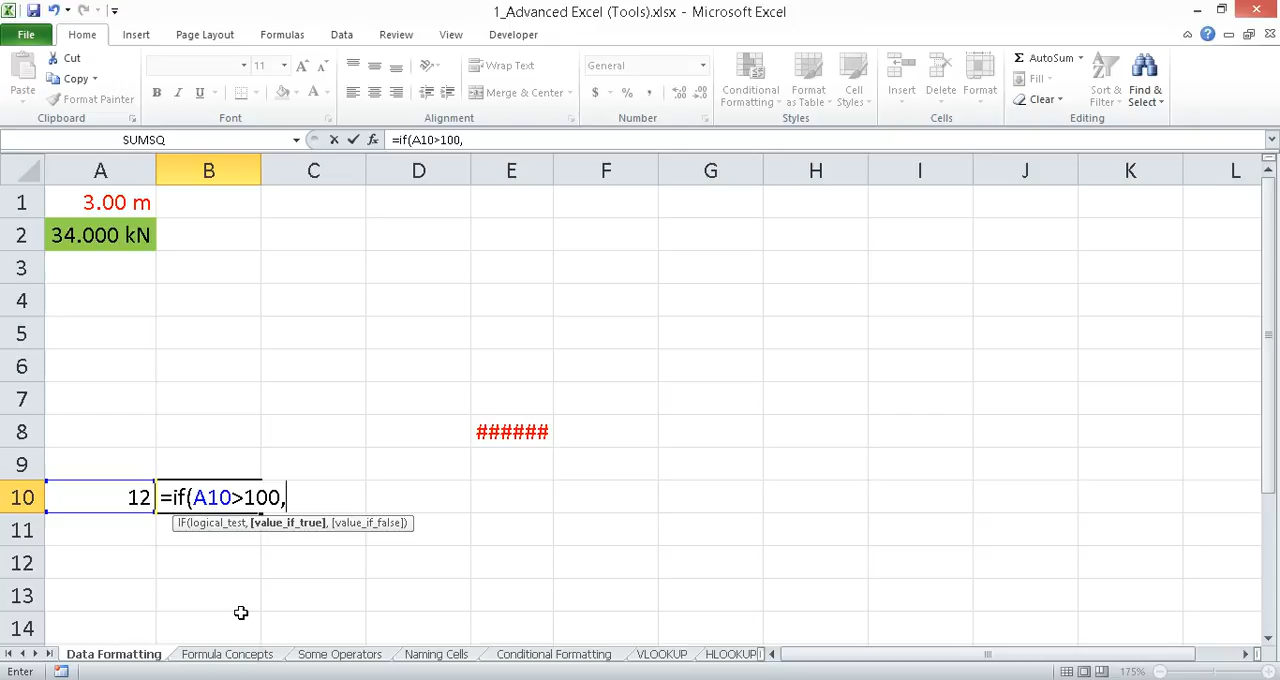 1_Advanced Excel (Tools).xlsx - Microsoft Excel
File Home Insert Page Layout Formulas Data Review View Developer
Cut
Copy
Format Painter
Paste
Clipboard
11 A A
B I U A
Font
Wrap Text
Merge & Center
Alignment
General
$ % ,
Number
Conditional Formatting
Format as Table
Cell Styles
Styles
Insert Delete Format
Cells
AutoSum
Fill
Clear
Sort & Filter
Find & Select
Editing
SUMSQ fx =if(A10>100,
A B C D E F G H I J K L
1 3.00 m
2 34.000 kN
3
4
5
6
7
8 ######
9
10 12 =if(A10>100,
IF(logical_test, [value_if_true], [value_if_false])
11
12
13
14
Data Formatting Formula Concepts Some Operators Naming Cells Conditional Formatting VLOOKUP HLOOKUP
Enter 175%